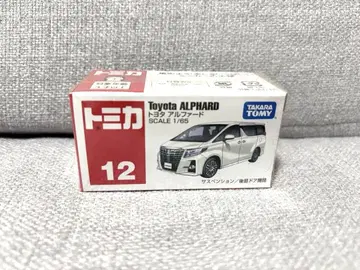 トミカ
12
Toyota ALPHARD
トヨタ アルファード
SCALE 1/65
TAKARA
TOMY
サスペンション/後部ドア開閉